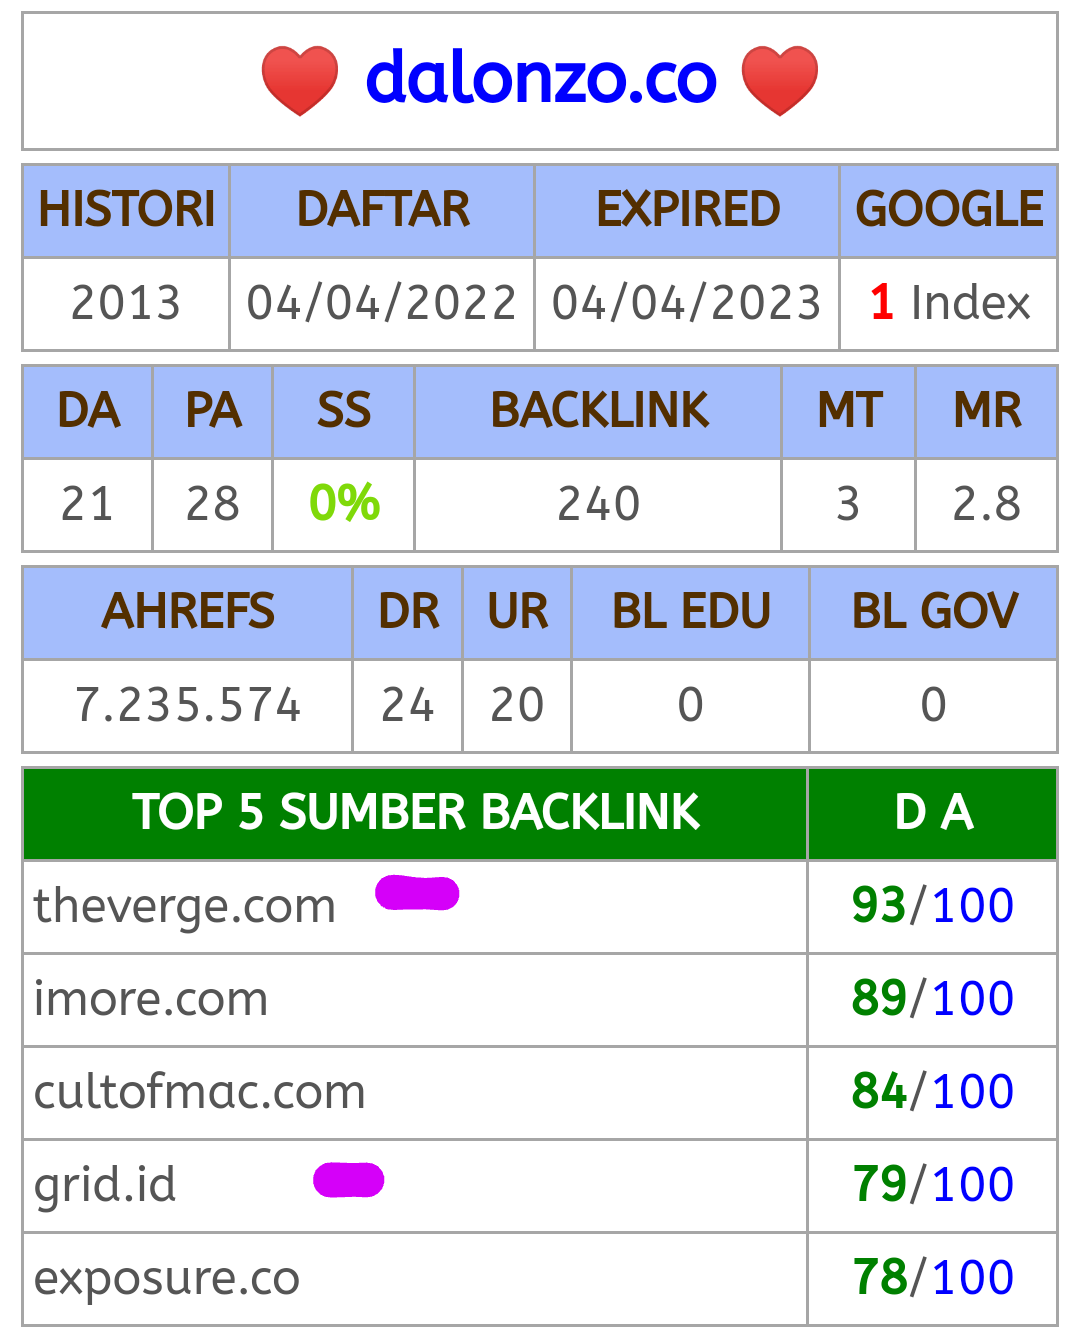 dalonzo.co
HISTORI DAFTAR EXPIRED GOOGLE
2013 04/04/2022 04/04/2023 1 Index
DA PA SS BACKLINK MT MR
21 28 0% 240 3 2.8
AHREFS DR UR BL EDU BL GOV
7.235.574 24 20 0 0
TOP 5 SUMBER BACKLINK D A
theverge.com 93/100
imore.com 89/100
cultofmac.com 84/100
grid.id 79/100
exposure.co 78/100